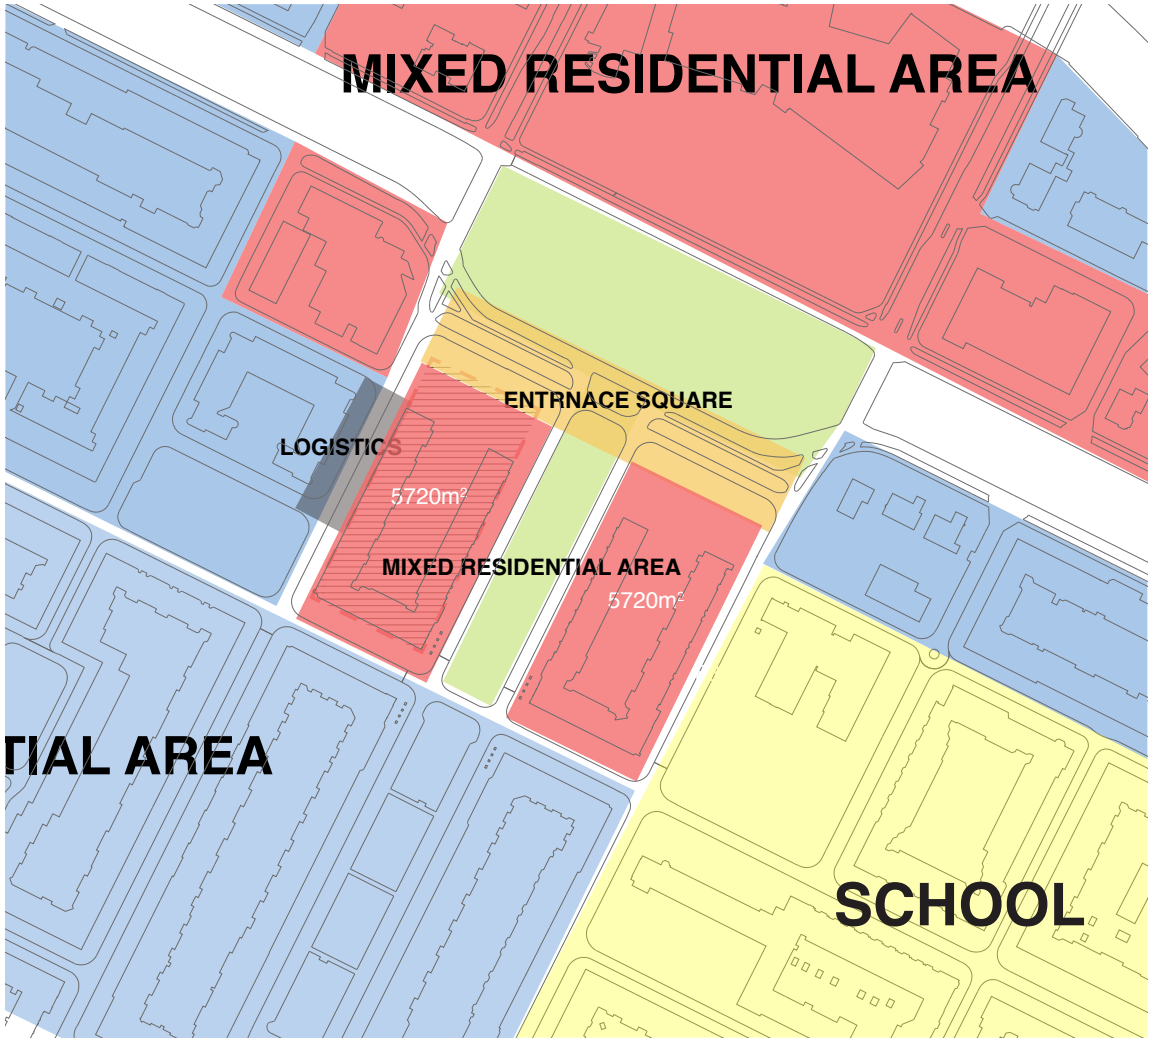 MIXED RESIDENTIAL AREA
ENTRNACE SQUARE
LOGISTICS
5720m²
MIXED RESIDENTIAL AREA
5720m²
TIAL AREA
SCHOOL